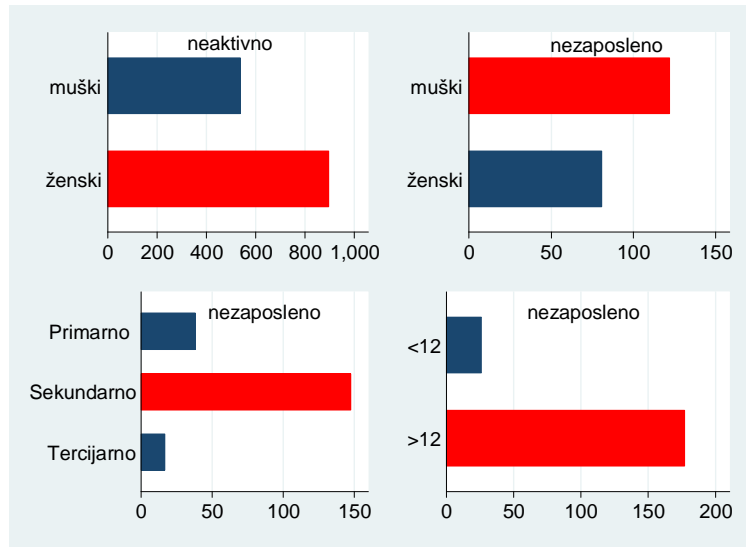 neaktivno
muški
ženski
0 200 400 600 800 1,000
nezaposleno
muški
ženski
0 50 100 150
nezaposleno
Primarno
Sekundarno
Tercijarno
0 50 100 150
nezaposleno
<12
>12
0 50 100 150 200